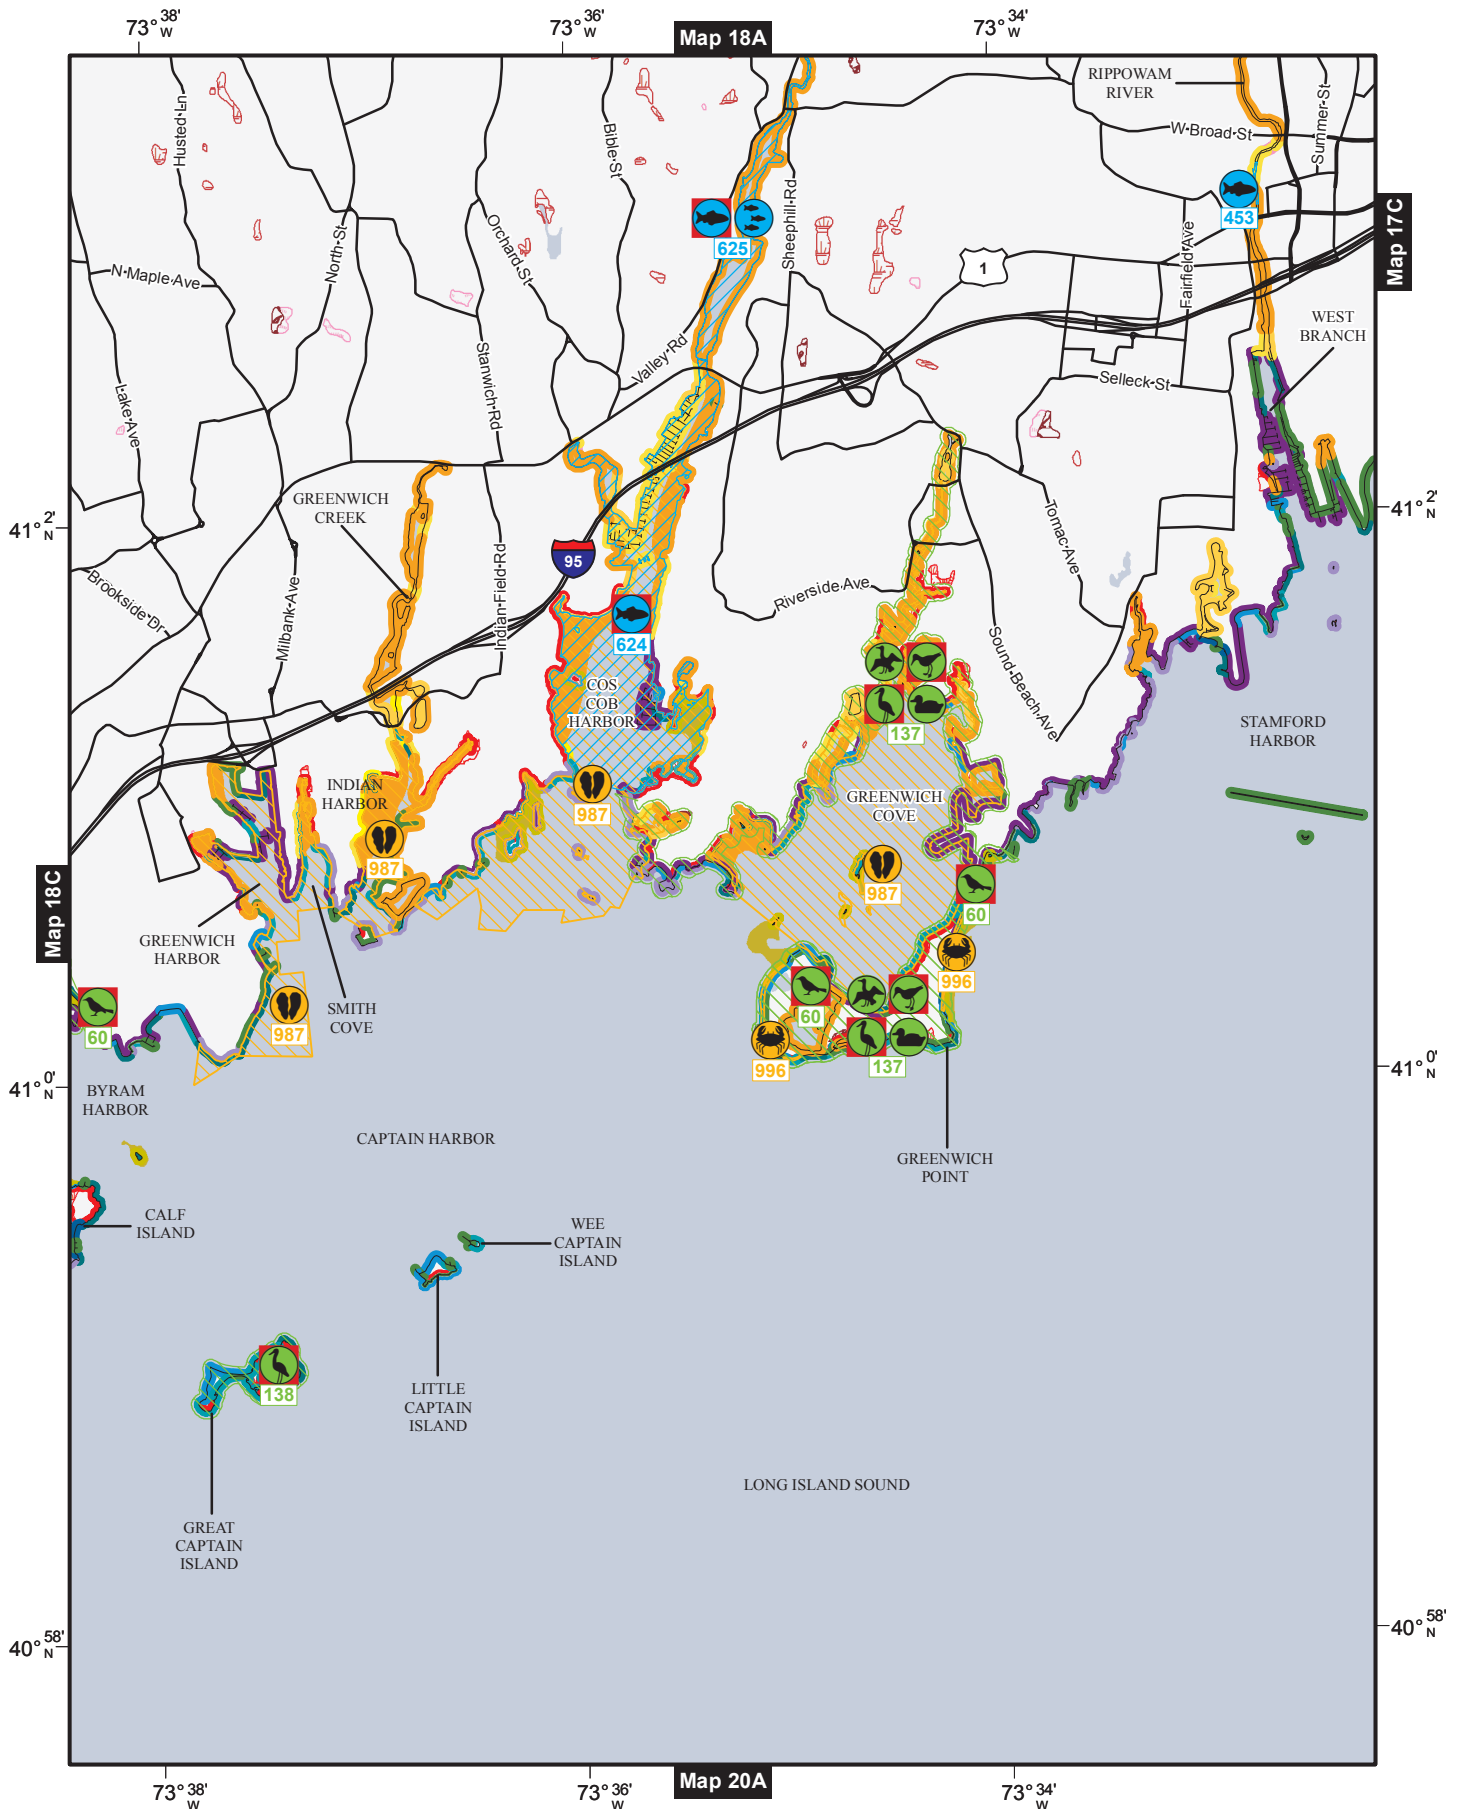 73° 38' W
73° 36' W
Map 18A
73° 34' W
RIPPOWAM
RIVER
W Broad St
Summer St
Husted Ln
Bible St
Sheephill Rd
453
Map 17C
625
North St
Orchard St
Fairfield Ave
1
N Maple Ave
WEST
BRANCH
Valley Rd
Stanwich Rd
Selleck St
Lake Ave
GREENWICH
CREEK
41° 2' N
41° 2' N
Tomac Ave
95
Brookside Dr
Indian Field Rd
Riverside Ave
Milbank Ave
624
Sound Beach Ave
COS
COB
HARBOR
137
STAMFORD
HARBOR
INDIAN
HARBOR
GREENWICH
COVE
987
987
987
60
Map 18C
GREENWICH
HARBOR
996
60
SMITH
COVE
987
60
996
137
41° 0' N
41° 0' N
BYRAM
HARBOR
CAPTAIN HARBOR
GREENWICH
POINT
CALF
ISLAND
WEE
CAPTAIN
ISLAND
138
LITTLE
CAPTAIN
ISLAND
LONG ISLAND SOUND
GREAT
CAPTAIN
ISLAND
40° 58' N
40° 58' N
73° 38' W
73° 36' W
Map 20A
73° 34' W